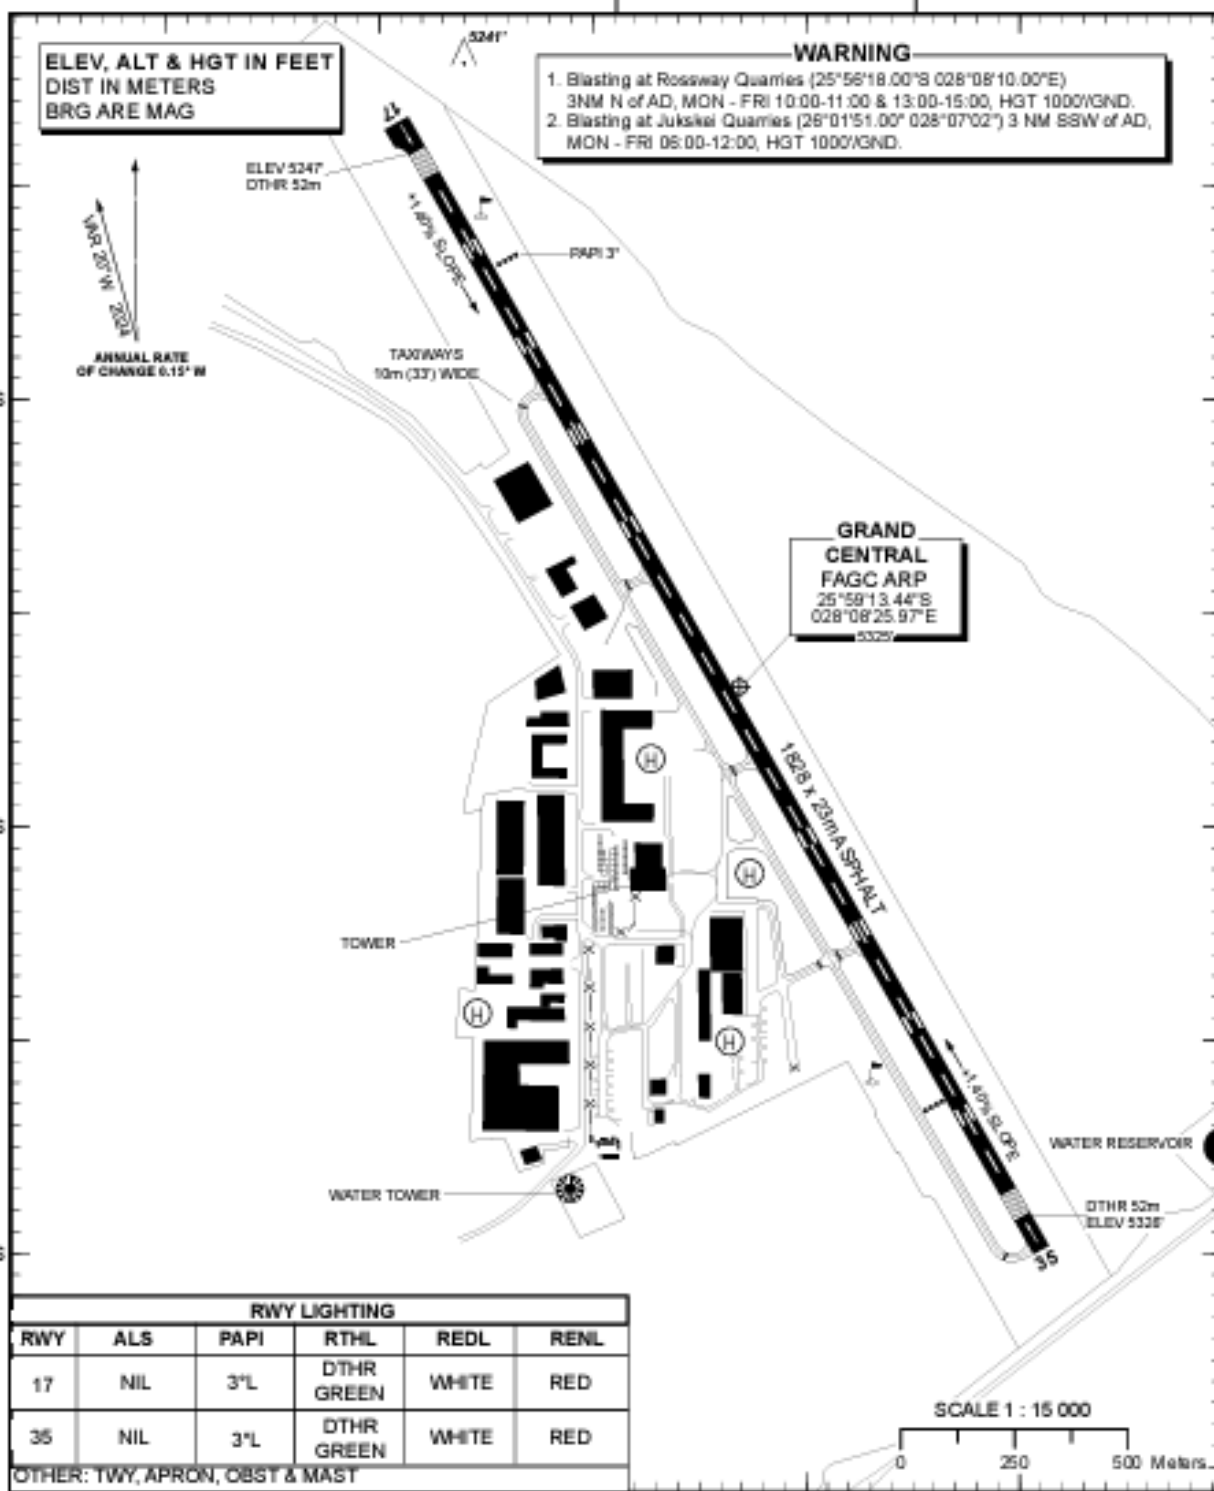 5241'
ELEV, ALT & HGT IN FEET
DIST IN METERS
BRG ARE MAG
WARNING
1. Blasting at Rossway Quarries (25°56'18.00"S 028°08'10.00"E)
3NM N of AD, MON - FRI 10:00-11:00 & 13:00-15:00, HGT 1000'/GND.
2. Blasting at Jukskei Quarries (26°01'51.00" 028°07'02") 3 NM SSW of AD,
MON - FRI 06:00-12:00, HGT 1000'/GND.
17
ELEV 5247'
DTHR 52m
VAR 20° W 2024
ANNUAL RATE
OF CHANGE 0.15° W
+1.40% SLOPE
PAPI 3°
TAXIWAYS
10m (33') WIDE
GRAND
CENTRAL
FAGC ARP
25°59'13.44"S
028°08'25.97"E
5325'
1828 x 23m ASPHALT
H
H
TOWER
H
H
+1.40% SLOPE
WATER RESERVOIR
WATER TOWER
DTHR 52m
ELEV 5326'
35
RWY LIGHTING
RWY ALS PAPI RTHL REDL RENL
17 NIL 3°L DTHR GREEN WHITE RED
35 NIL 3°L DTHR GREEN WHITE RED
OTHER: TWY, APRON, OBST & MAST
SCALE 1 : 15 000
0 250 500 Meters